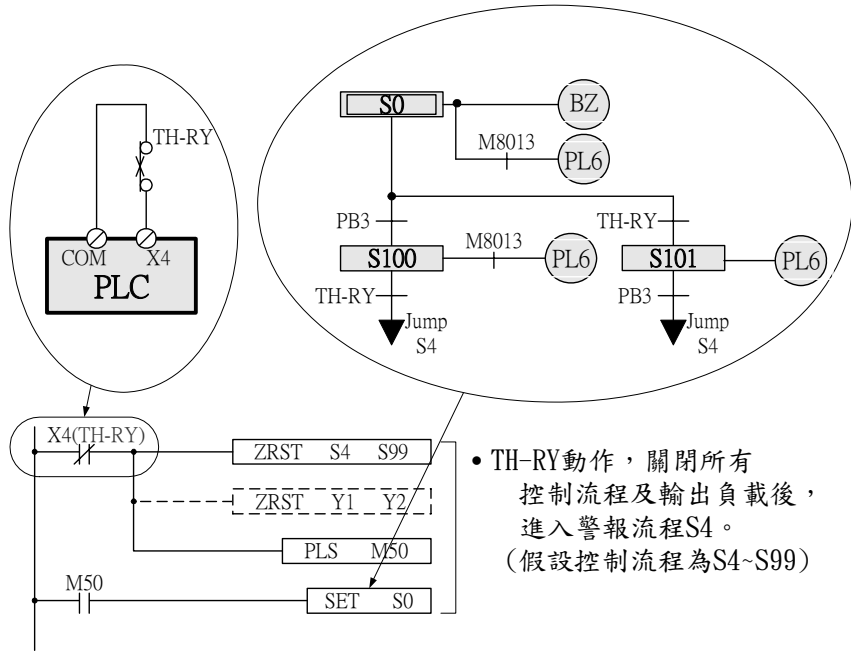 TH-RY
COM X4
PLC
S0
BZ
M8013
PL6
PB3
TH-RY
S100
M8013
PL6
S101
PL6
TH-RY
PB3
Jump
S4
Jump
S4
X4(TH-RY)
ZRST S4 S99
ZRST Y1 Y2
PLS M50
M50
SET S0
• TH-RY動作，關閉所有
控制流程及輸出負載後，
進入警報流程S4。
(假設控制流程為S4~S99)